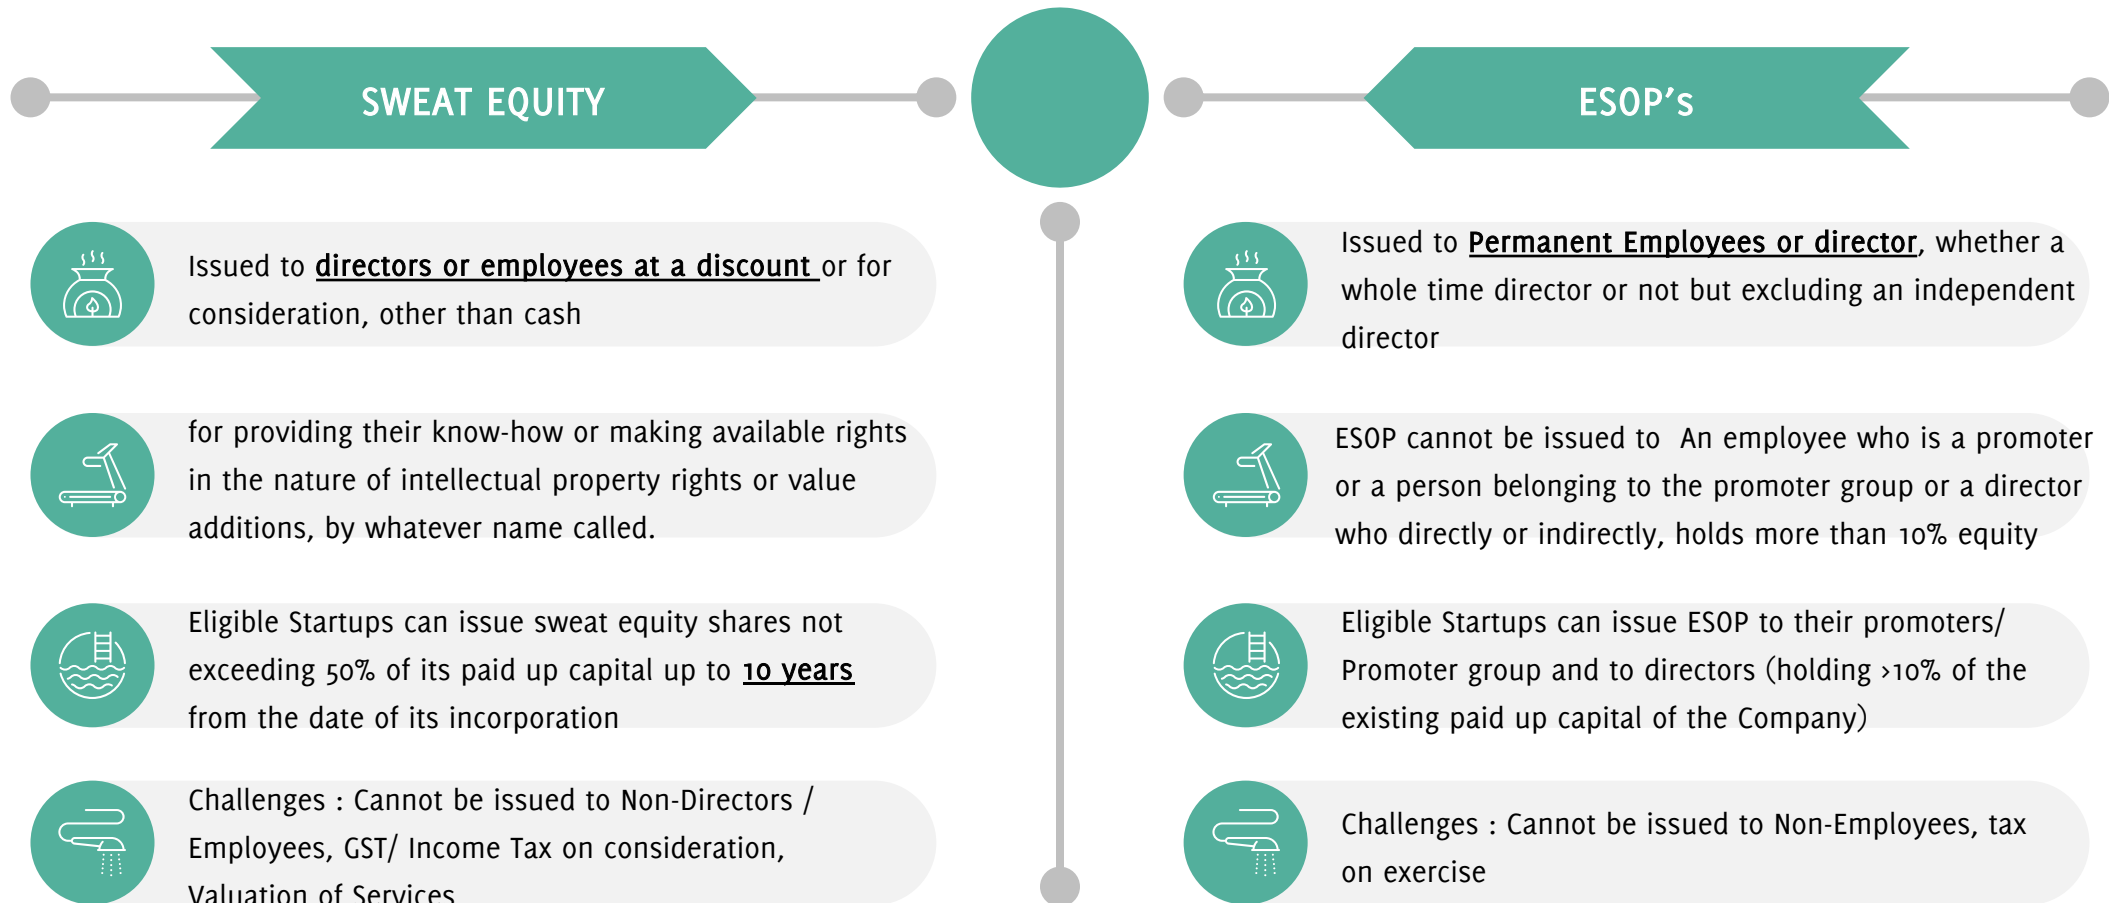 SWEAT EQUITY
Issued to directors or employees at a discount or for
consideration, other than cash
for providing their know-how or making available rights
in the nature of intellectual property rights or value
additions, by whatever name called.
Eligible Startups can issue sweat equity shares not
exceeding 50% of its paid up capital up to 10 years
from the date of its incorporation
Challenges : Cannot be issued to Non-Directors /
Employees, GST/ Income Tax on consideration,
Valuation of Services
ESOP's
Issued to Permanent Employees or director, whether a
whole time director or not but excluding an independent
director
ESOP cannot be issued to  An employee who is a promoter
or a person belonging to the promoter group or a director
who directly or indirectly, holds more than 10% equity
Eligible Startups can issue ESOP to their promoters/
Promoter group and to directors (holding >10% of the
existing paid up capital of the Company)
Challenges : Cannot be issued to Non-Employees, tax
on exercise